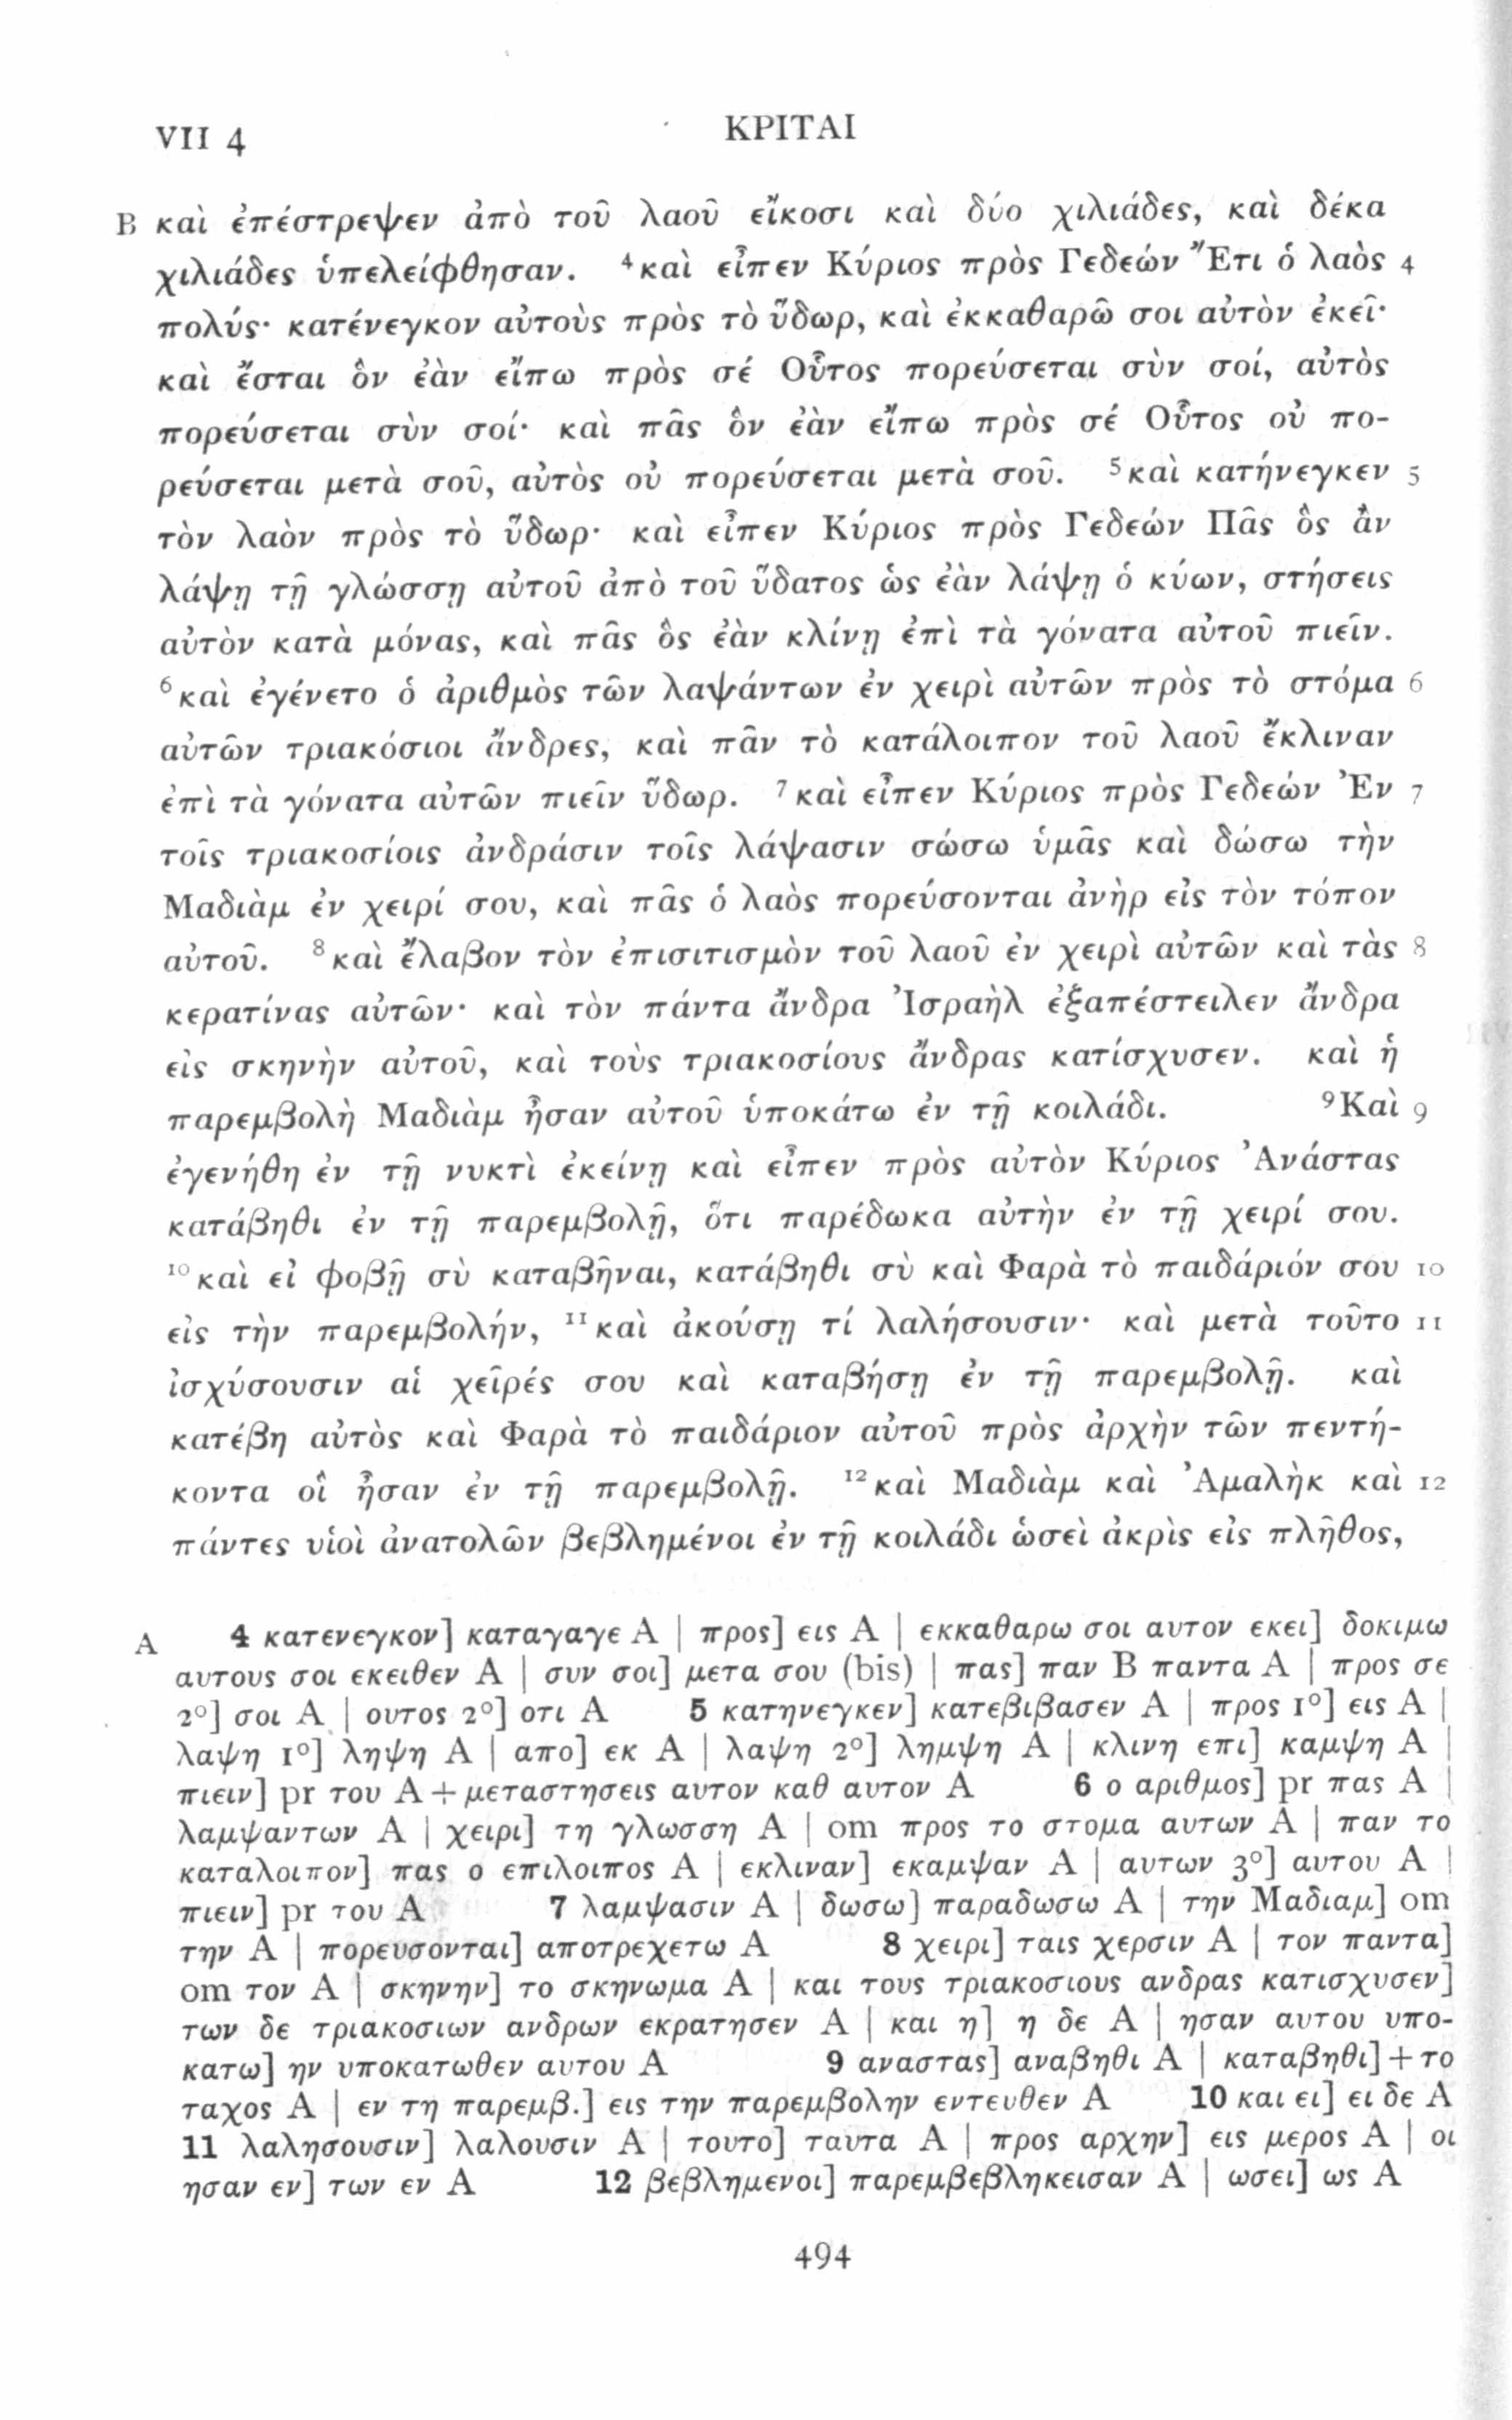 VII 4 ΚΡΙΤΑΙ
B καὶ ἐπέστρεψεν ἀπὸ τοῦ λαοῦ εἴκοσι καὶ δύο χιλιάδες, καὶ δέκα
χιλιάδες ὑπελείφθησαν. ⁴καὶ εἶπεν Κύριος πρὸς Γεδεών Ἔτι ὁ λαὸς 4
πολύς· κατένεγκον αὐτοὺς πρὸς τὸ ὕδωρ, καὶ ἐκκαθαρῶ σοι αὐτὸν ἐκεῖ·
καὶ ἔσται ὃν ἐὰν εἴπω πρὸς σέ Οὗτος πορεύσεται σὺν σοί, αὐτὸς
πορεύσεται σὺν σοί· καὶ πᾶς ὃν ἐὰν εἴπω πρὸς σέ Οὗτος οὐ πο-
ρεύσεται μετὰ σοῦ, αὐτὸς οὐ πορεύσεται μετὰ σοῦ. ⁵καὶ κατήνεγκεν 5
τὸν λαὸν πρὸς τὸ ὕδωρ· καὶ εἶπεν Κύριος πρὸς Γεδεών Πᾶς ὃς ἂν
λάψῃ τῇ γλώσσῃ αὐτοῦ ἀπὸ τοῦ ὕδατος ὡς ἐὰν λάψῃ ὁ κύων, στήσεις
αὐτὸν κατὰ μόνας, καὶ πᾶς ὃς ἐὰν κλίνῃ ἐπὶ τὰ γόνατα αὐτοῦ πιεῖν.
⁶καὶ ἐγένετο ὁ ἀριθμὸς τῶν λαψάντων ἐν χειρὶ αὐτῶν πρὸς τὸ στόμα 6
αὐτῶν τριακόσιοι ἄνδρες, καὶ πᾶν τὸ κατάλοιπον τοῦ λαοῦ ἔκλιναν
ἐπὶ τὰ γόνατα αὐτῶν πιεῖν ὕδωρ. ⁷καὶ εἶπεν Κύριος πρὸς Γεδεών Ἐν 7
τοῖς τριακοσίοις ἀνδράσιν τοῖς λάψασιν σώσω ὑμᾶς καὶ δώσω τὴν
Μαδιὰμ ἐν χειρί σου, καὶ πᾶς ὁ λαὸς πορεύσονται ἀνὴρ εἰς τὸν τόπον
αὐτοῦ. ⁸καὶ ἔλαβον τὸν ἐπισιτισμὸν τοῦ λαοῦ ἐν χειρὶ αὐτῶν καὶ τὰς 8
κερατίνας αὐτῶν· καὶ τὸν πάντα ἄνδρα Ἰσραὴλ ἐξαπέστειλεν ἄνδρα
εἰς σκηνὴν αὐτοῦ, καὶ τοὺς τριακοσίους ἄνδρας κατίσχυσεν. καὶ ἡ
παρεμβολὴ Μαδιὰμ ἦσαν αὐτοῦ ὑποκάτω ἐν τῇ κοιλάδι. ⁹Καὶ 9
ἐγενήθη ἐν τῇ νυκτὶ ἐκείνῃ καὶ εἶπεν πρὸς αὐτὸν Κύριος Ἀνάστας
κατάβηθι ἐν τῇ παρεμβολῇ, ὅτι παρέδωκα αὐτὴν ἐν τῇ χειρί σου.
¹⁰καὶ εἰ φοβῇ σὺ καταβῆναι, κατάβηθι σὺ καὶ Φαρὰ τὸ παιδάριόν σου 10
εἰς τὴν παρεμβολήν, ¹¹καὶ ἀκούσῃ τί λαλήσουσιν· καὶ μετὰ τοῦτο 11
ἰσχύσουσιν αἱ χεῖρές σου καὶ καταβήσῃ ἐν τῇ παρεμβολῇ. καὶ
κατέβη αὐτὸς καὶ Φαρὰ τὸ παιδάριον αὐτοῦ πρὸς ἀρχὴν τῶν πεντή-
κοντα οἳ ἦσαν ἐν τῇ παρεμβολῇ. ¹²καὶ Μαδιὰμ καὶ Ἀμαλὴκ καὶ 12
πάντες υἱοὶ ἀνατολῶν βεβλημένοι ἐν τῇ κοιλάδι ὡσεὶ ἀκρὶς εἰς πλῆθος,
A 4 κατενεγκον] καταγαγε A | προς] εις A | εκκαθαρω σοι αυτον εκει] δοκιμω
αυτους σοι εκειθεν A | συν σοι] μετα σου (bis) | πας] παν B παντα A | προς σε
2°] σοι A | ουτος 2°] οτι A 5 κατηνεγκεν] κατεβιβασεν A | προς 1°] εις A |
λαψη 1°] ληψη A | απο] εκ A | λαψη 2°] λημψη A | κλινη επι] καμψη A |
πιειν] pr του A + μεταστησεις αυτον καθ αυτον A 6 ο αριθμος] pr πας A |
λαμψαντων A | χειρι] τη γλωσση A | om προς το στομα αυτων A | παν το
καταλοιπον] πας ο επιλοιπος A | εκλιναν] εκαμψαν A | αυτων 3°] αυτου A |
πιειν] pr του A 7 λαμψασιν A | δωσω] παραδωσω A | την Μαδιαμ] om
την A | πορευσονται] αποτρεχετω A 8 χειρι] ταις χερσιν A | τον παντα]
om τον A | σκηνην] το σκηνωμα A | και τους τριακοσιους ανδρας κατισχυσεν]
των δε τριακοσιων ανδρων εκρατησεν A | και η] η δε A | ησαν αυτου υπο-
κατω] ην υποκατωθεν αυτου A 9 αναστας] αναβηθι A | καταβηθι] + το
ταχος A | εν τη παρεμβ.] εις την παρεμβολην εντευθεν A 10 και ει] ει δε A
11 λαλησουσιν] λαλουσιν A | τουτο] ταυτα A | προς αρχην] εις μερος A | οι
ησαν εν] των εν A 12 βεβλημενοι] παρεμβεβληκεισαν A | ωσει] ως A
494